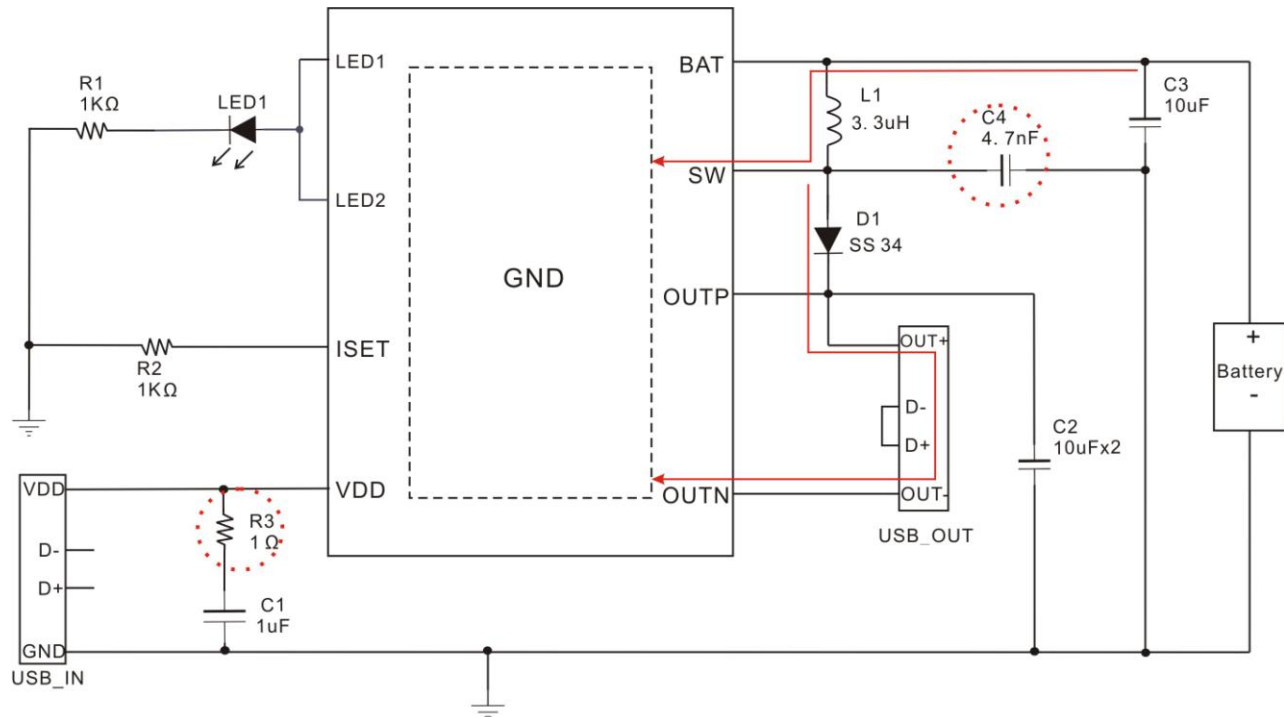 R1
1KΩ
LED1
LED1
LED2
R2
1KΩ
ISET
GND
BAT
L1
3.3uH
C3
10uF
C4
4.7nF
SW
D1
SS 34
OUTP
OUT+
D-
D+
OUT-
USB_OUT
OUTN
C2
10uFx2
+
Battery
-
VDD
D-
D+
GND
USB_IN
VDD
R3
1Ω
C1
1uF